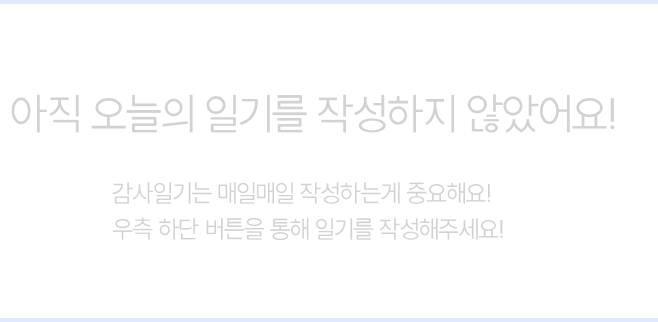 아직 오늘의 일기를 작성하지 않았어요!
감사일기는 매일매일 작성하는게 중요해요!
우측 하단 버튼을 통해 일기를 작성해주세요!